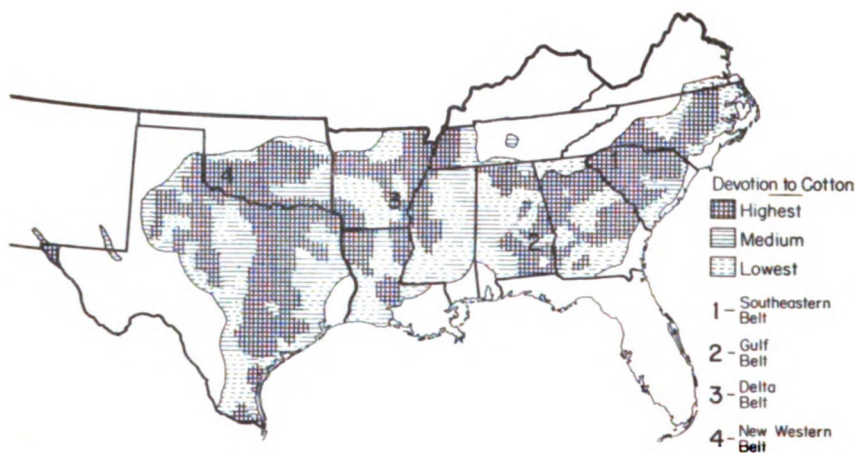 4
3
1
2
Devotion to Cotton
Highest
Medium
Lowest
1 - Southeastern
Belt
2 - Gulf
Belt
3 - Delta
Belt
4 - New Western
Belt